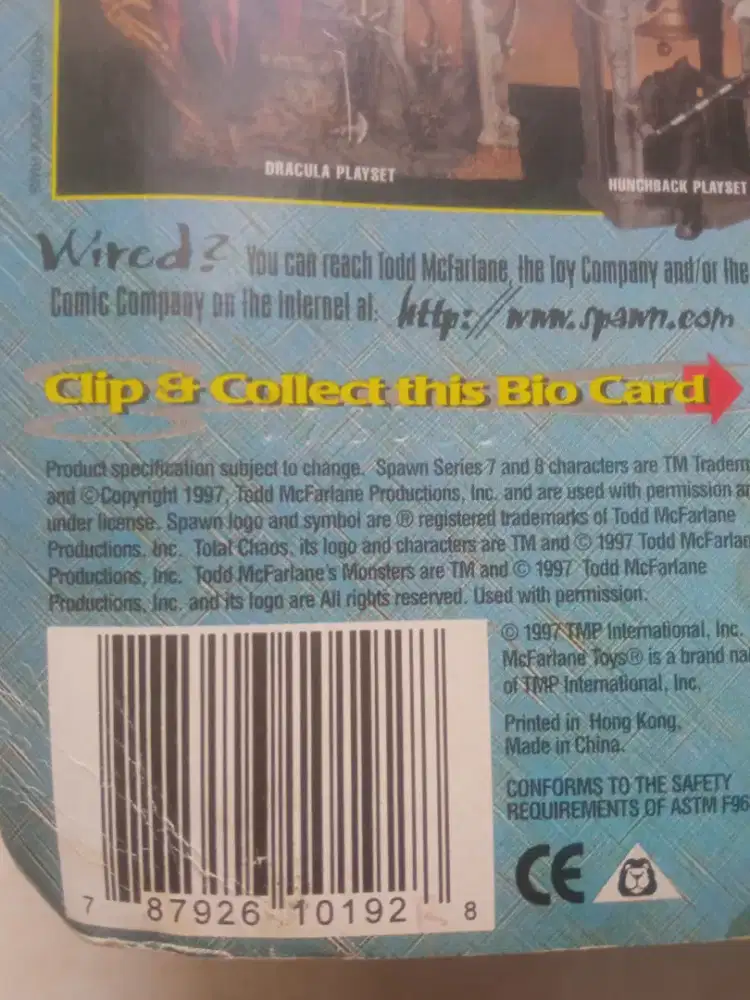 DRACULA PLAYSET
HUNCHBACK PLAYSET
Wired? You can reach Todd McFarlane, the Toy Company and/or the
Comic Company on the Internet at: http://www.spawn.com
Clip & Collect this Bio Card
Product specification subject to change. Spawn Series 7 and 8 characters are TM Tradem
and ©Copyright 1997, Todd McFarlane Productions, Inc. and are used with permission an
under license. Spawn logo and symbol are ® registered trademarks of Todd McFarlane
Productions, Inc. Total Chaos, its logo and characters are TM and © 1997 Todd McFarlan
Productions, Inc. Todd McFarlane's Monsters are TM and © 1997 Todd McFarlane
Productions, Inc. and its logo are All rights reserved. Used with permission.
© 1997 TMP International, Inc.
McFarlane Toys® is a brand na
of TMP International, Inc.
Printed in Hong Kong.
Made in China.
CONFORMS TO THE SAFETY
REQUIREMENTS OF ASTM F96
CE
7 87926 10192 8